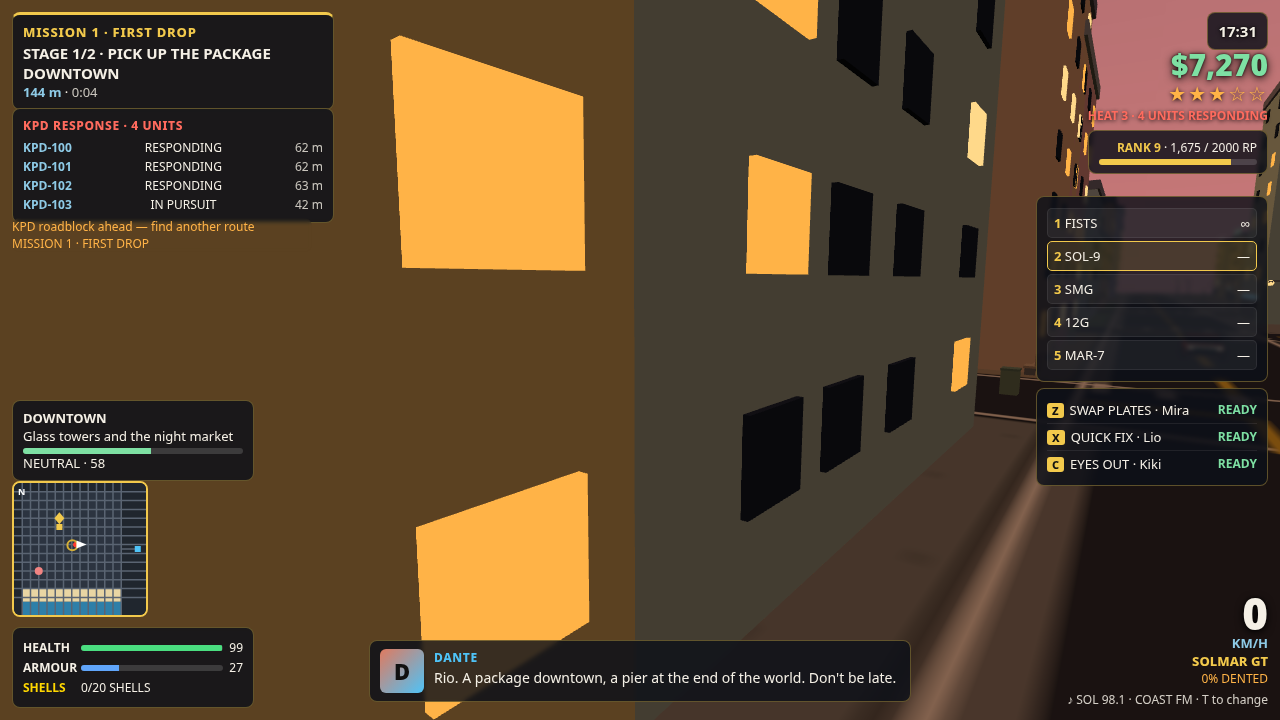 MISSION 1 · FIRST DROP
STAGE 1/2 · PICK UP THE PACKAGE
DOWNTOWN
144 m · 0:04
KPD RESPONSE · 4 UNITS
KPD-100 RESPONDING 62 m
KPD-101 RESPONDING 62 m
KPD-102 RESPONDING 63 m
KPD-103 IN PURSUIT 42 m
KPD roadblock ahead — find another route
MISSION 1 · FIRST DROP
DOWNTOWN
Glass towers and the night market
NEUTRAL · 58
N
HEALTH 99
ARMOUR 27
SHELLS 0/20 SHELLS
D
DANTE
Rio. A package downtown, a pier at the end of the world. Don't be late.
17:31
$7,270
★★★☆☆
HEAT 3 · 4 UNITS RESPONDING
RANK 9 · 1,675 / 2000 RP
1 FISTS ∞
2 SOL-9 —
3 SMG —
4 12G —
5 MAR-7 —
Z SWAP PLATES · Mira READY
X QUICK FIX · Lio READY
C EYES OUT · Kiki READY
0
KM/H
SOLMAR GT
0% DENTED
♪ SOL 98.1 · COAST FM · T to change